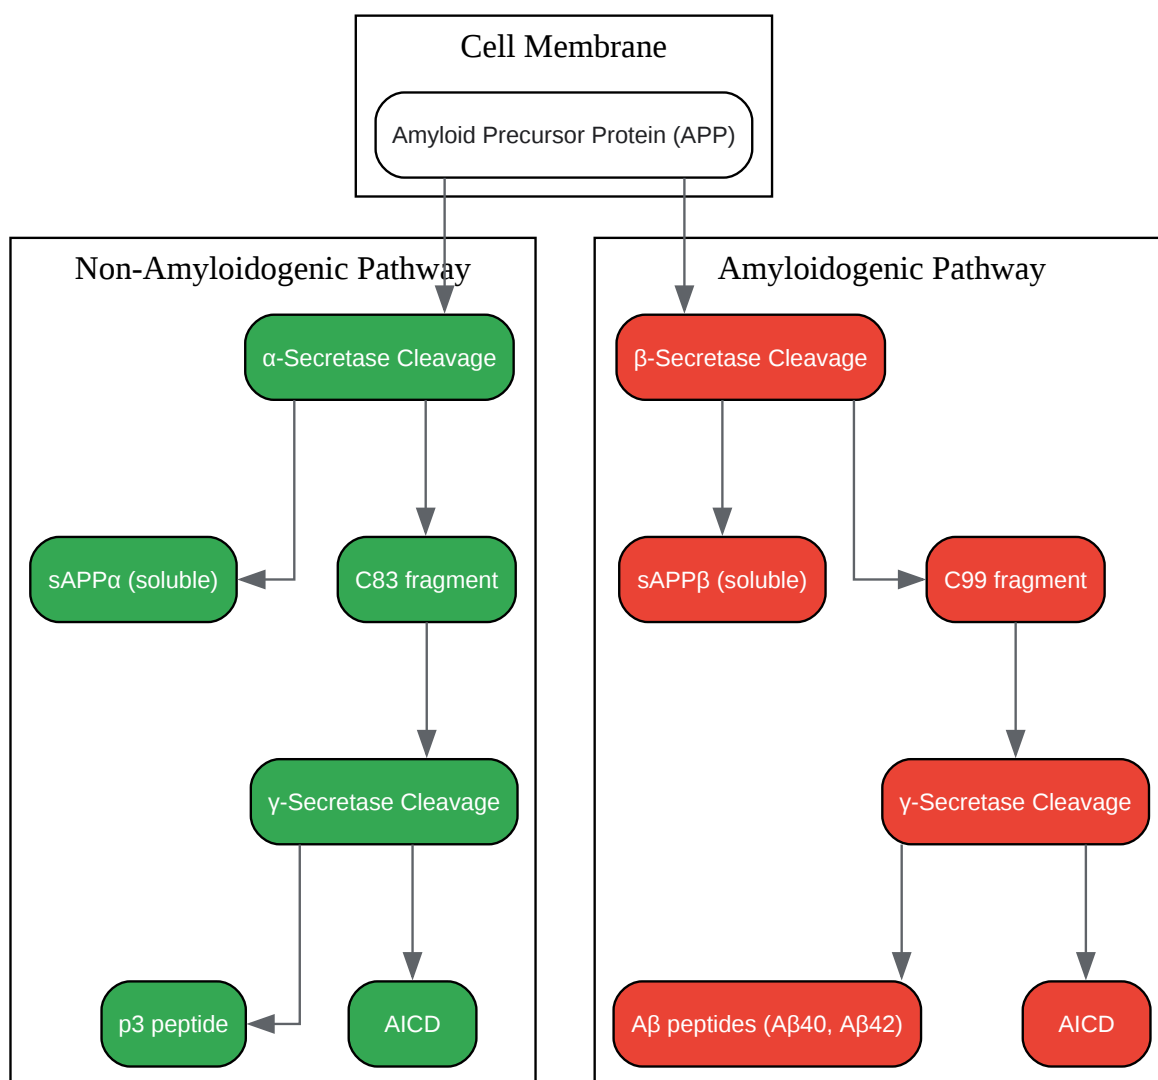 Cell Membrane
Amyloid Precursor Protein (APP)
Non-Amyloidogenic Pathway
α-Secretase Cleavage
sAPPα (soluble)
C83 fragment
γ-Secretase Cleavage
p3 peptide
AICD
Amyloidogenic Pathway
β-Secretase Cleavage
sAPPβ (soluble)
C99 fragment
γ-Secretase Cleavage
Aβ peptides (Aβ40, Aβ42)
AICD